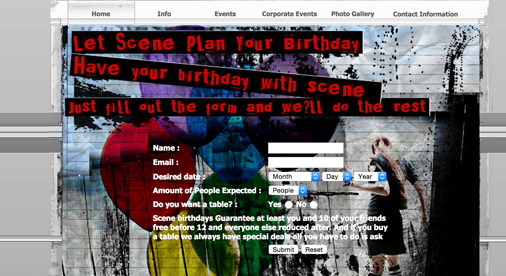 Home Info Events Corporate Events Photo Gallery Contact Information
Let Scene Plan Your Birthday
Have your birthday with scene
Just fill out the form and we?ll do the rest
Name :
Email :
Desired date : Month Day Year
Amount of People Expected : People
Do you want a table? : Yes No
Scene birthdays Guarantee at least you and 10 of your friends
free before 12 and everyone else reduced after. And if you buy
a table we always have special deals all you have to do is ask
Submit Reset